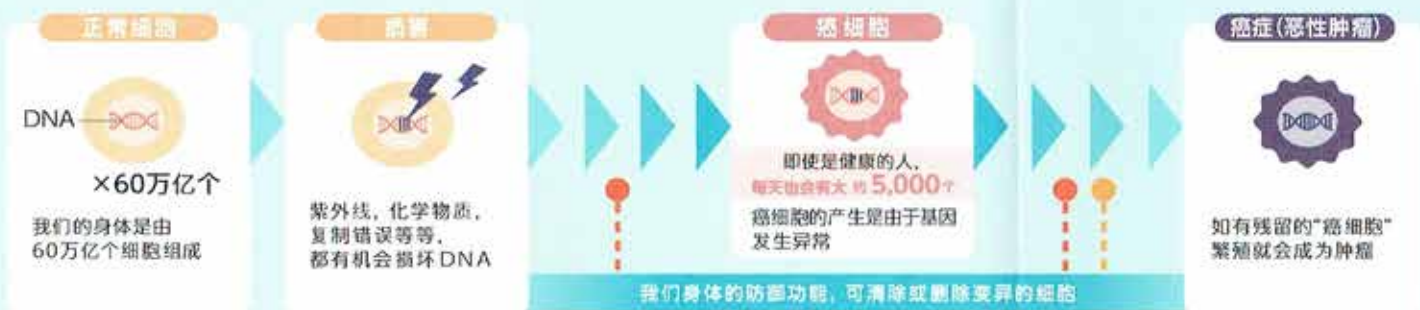 正常细胞
DNA
×60万亿个
我们的身体是由
60万亿个细胞组成
损害
紫外线，化学物质，
复制错误等等，
都有机会损坏DNA
癌细胞
即使是健康的人，
每天也会有大 约 5,000个
癌细胞的产生是由于基因
发生异常
我们身体的防御功能，可清除或删除变异的细胞
癌症(恶性肿瘤)
如有残留的“癌细胞”
繁殖就会成为肿瘤